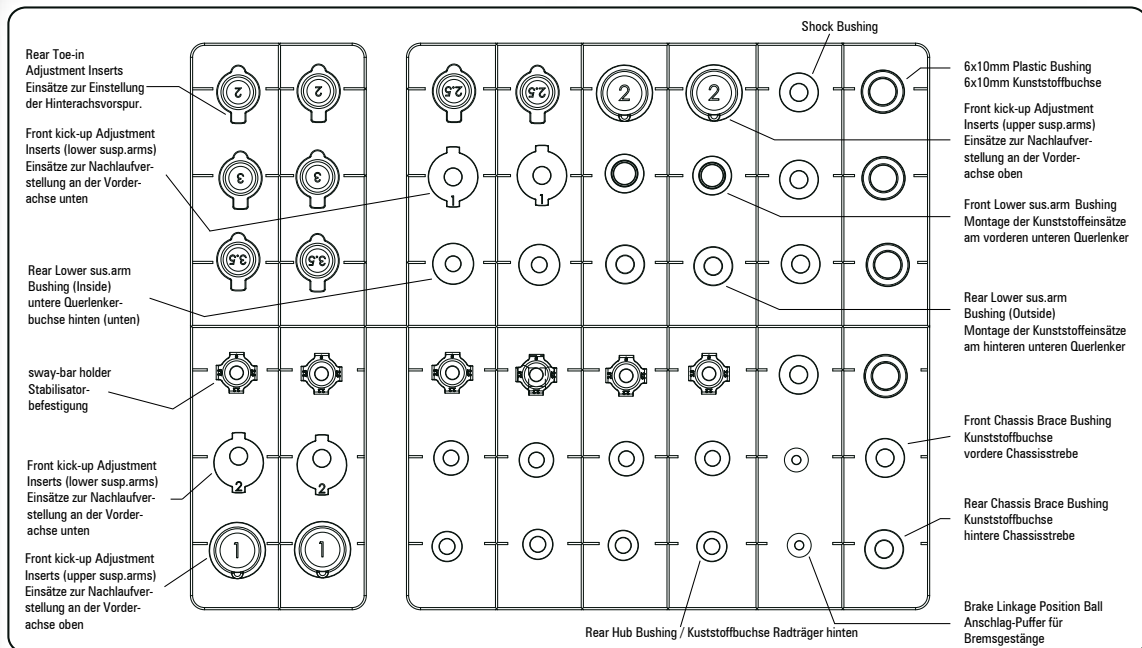 Shock Bushing
Rear Toe-in
Adjustment Inserts
Einsätze zur Einstellung
der Hinterachsvorspur.
Front kick-up Adjustment
Inserts (lower susp.arms)
Einsätze zur Nachlaufver-
stellung an der Vorder-
achse unten
Rear Lower sus.arm
Bushing (Inside)
untere Querlenker-
buchse hinten (unten)
sway-bar holder
Stabilisator-
befestigung
Front kick-up Adjustment
Inserts (lower susp.arms)
Einsätze zur Nachlaufver-
stellung an der Vorder-
achse unten
Front kick-up Adjustment
Inserts (upper susp.arms)
Einsätze zur Nachlaufver-
stellung an der Vorder-
achse oben
2 2 2.5 2.5 2 2
3 3 1 1
3.5 3.5
2 2
1 1
6x10mm Plastic Bushing
6x10mm Kunststoffbuchse
Front kick-up Adjustment
Inserts (upper susp.arms)
Einsätze zur Nachlaufver-
stellung an der Vorder-
achse oben
Front Lower sus.arm Bushing
Montage der Kunststoffeinsätze
am vorderen unteren Querlenker
Rear Lower sus.arm
Bushing (Outside)
Montage der Kunststoffeinsätze
am hinteren unteren Querlenker
Front Chassis Brace Bushing
Kunststoffbuchse
vordere Chassisstrebe
Rear Chassis Brace Bushing
Kunststoffbuchse
hintere Chassisstrebe
Brake Linkage Position Ball
Anschlag-Puffer für
Bremsgestänge
Rear Hub Bushing / Kuststoffbuchse Radträger hinten